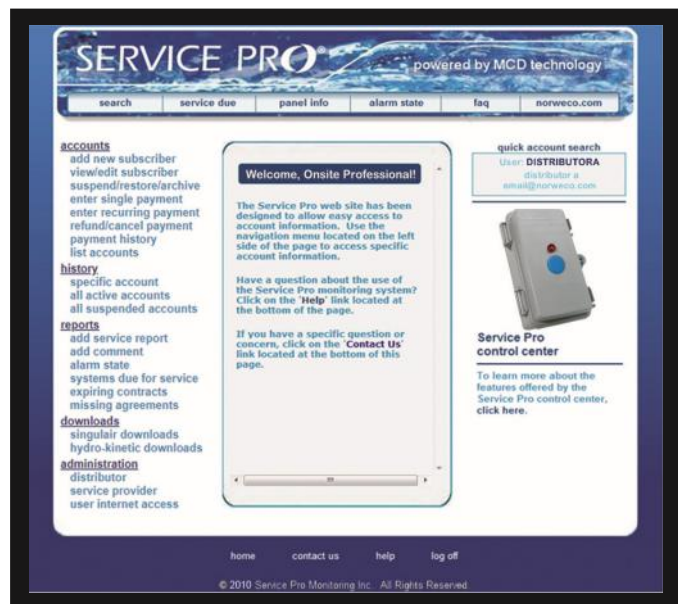 SERVICE PRO®
powered by MCD technology
search service due panel info alarm state faq norweco.com
accounts
add new subscriber
view/edit subscriber
suspend/restore/archive
enter single payment
enter recurring payment
refund/cancel payment
payment history
list accounts
history
specific account
all active accounts
all suspended accounts
reports
add service report
add comment
alarm state
systems due for service
expiring contracts
missing agreements
downloads
singulair downloads
hydro-kinetic downloads
administration
distributor
service provider
user internet access
Welcome, Onsite Professional!
The Service Pro web site has been
designed to allow easy access to
account information. Use the
navigation menu located on the left
side of the page to access specific
account information.
Have a question about the use of
the Service Pro monitoring system?
Click on the 'Help' link located at
the bottom of the page.
If you have a specific question or
concern, click on the 'Contact Us'
link located at the bottom of this
page.
quick account search
User: DISTRIBUTORA
distributor a
email@norweco.com
Service Pro
control center
To learn more about the
features offered by the
Service Pro control center,
click here.
home contact us help log off
© 2010 Service Pro Monitoring Inc. All Rights Reserved.